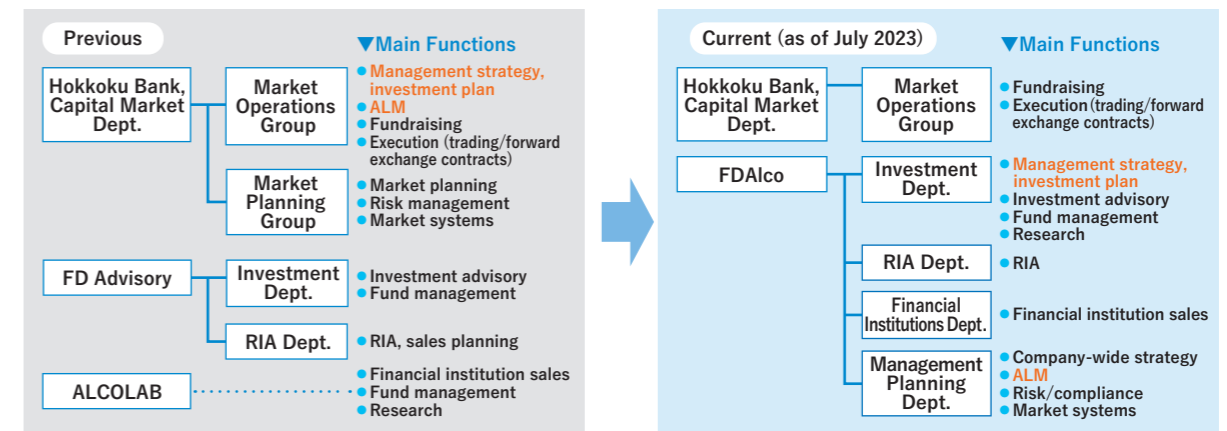 Previous
▼Main Functions
Hokkoku Bank,
Capital Market
Dept.
Market
Operations
Group
● Management strategy,
investment plan
● ALM
● Fundraising
● Execution (trading/forward
exchange contracts)
Market
Planning
Group
● Market planning
● Risk management
● Market systems
FD Advisory
Investment
Dept.
● Investment advisory
● Fund management
RIA Dept.
● RIA, sales planning
ALCOLAB
● Financial institution sales
● Fund management
● Research
Current (as of July 2023)
▼Main Functions
Hokkoku Bank,
Capital Market
Dept.
Market
Operations
Group
● Fundraising
● Execution (trading/forward
exchange contracts)
FDAlco
Investment
Dept.
● Management strategy,
investment plan
● Investment advisory
● Fund management
● Research
RIA Dept.
● RIA
Financial
Institutions Dept.
● Financial institution sales
Management
Planning
Dept.
● Company-wide strategy
● ALM
● Risk/compliance
● Market systems